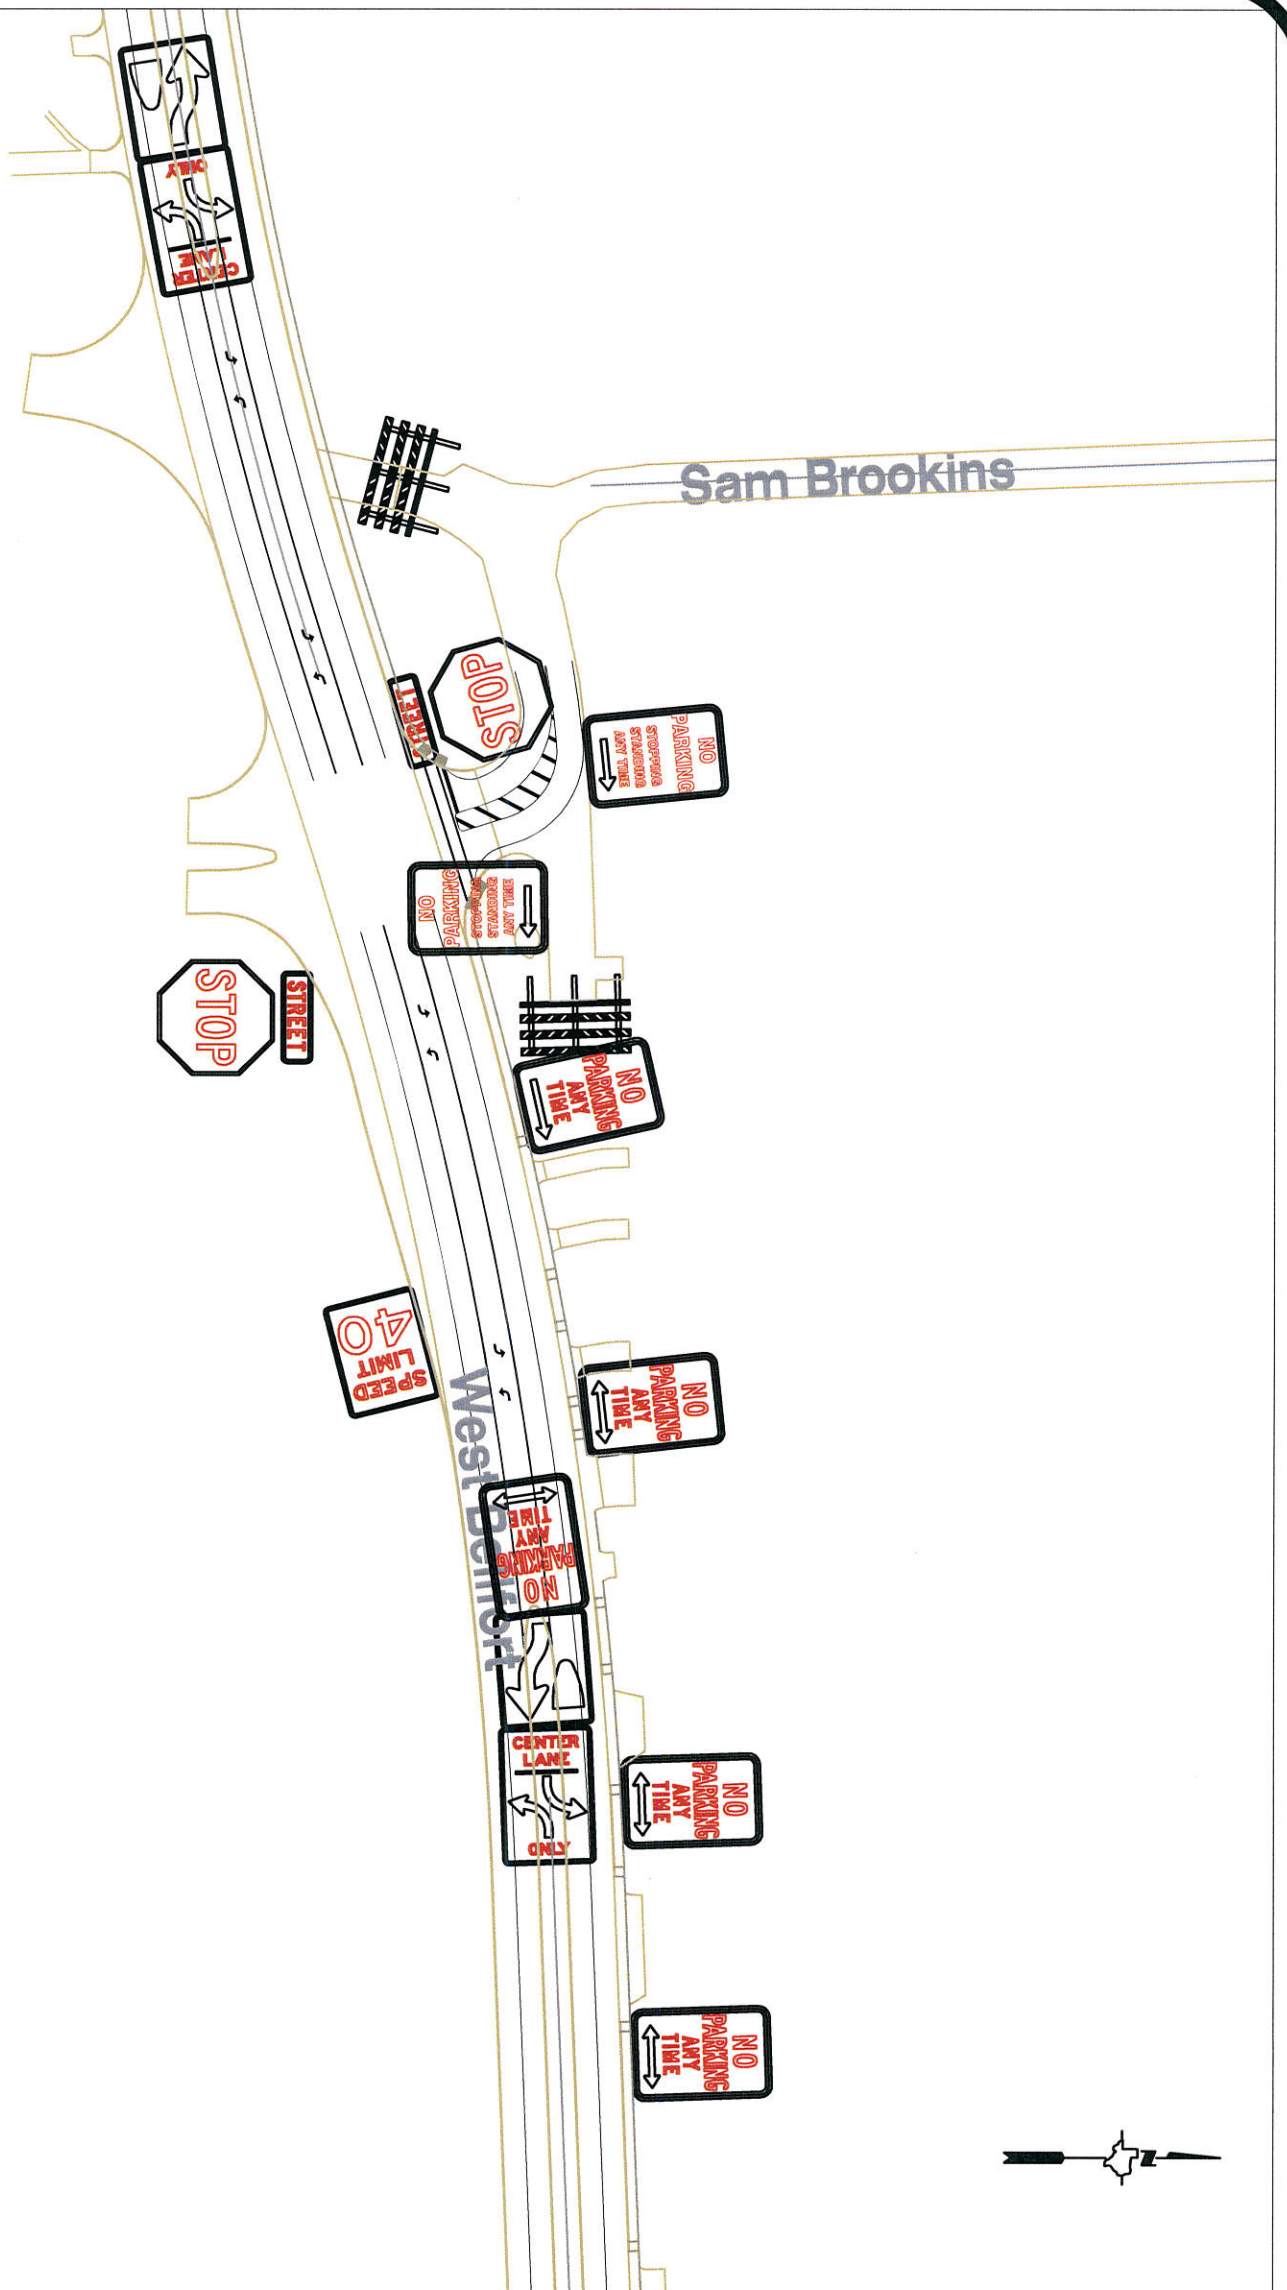 ONLY
CENTER
LANE
Sam Brookins
STOP
STREET
NO
PARKING
STOPPING
STANDING
ANY TIME
NO
PARKING
STOPPING
STANDING
ANY TIME
STOP
STREET
NO
PARKING
ANY
TIME
SPEED
LIMIT
40
NO
PARKING
ANY
TIME
West Bellfort
NO
PARKING
ANY
TIME
CENTER
LANE
ONLY
NO
PARKING
ANY
TIME
NO
PARKING
ANY
TIME
N